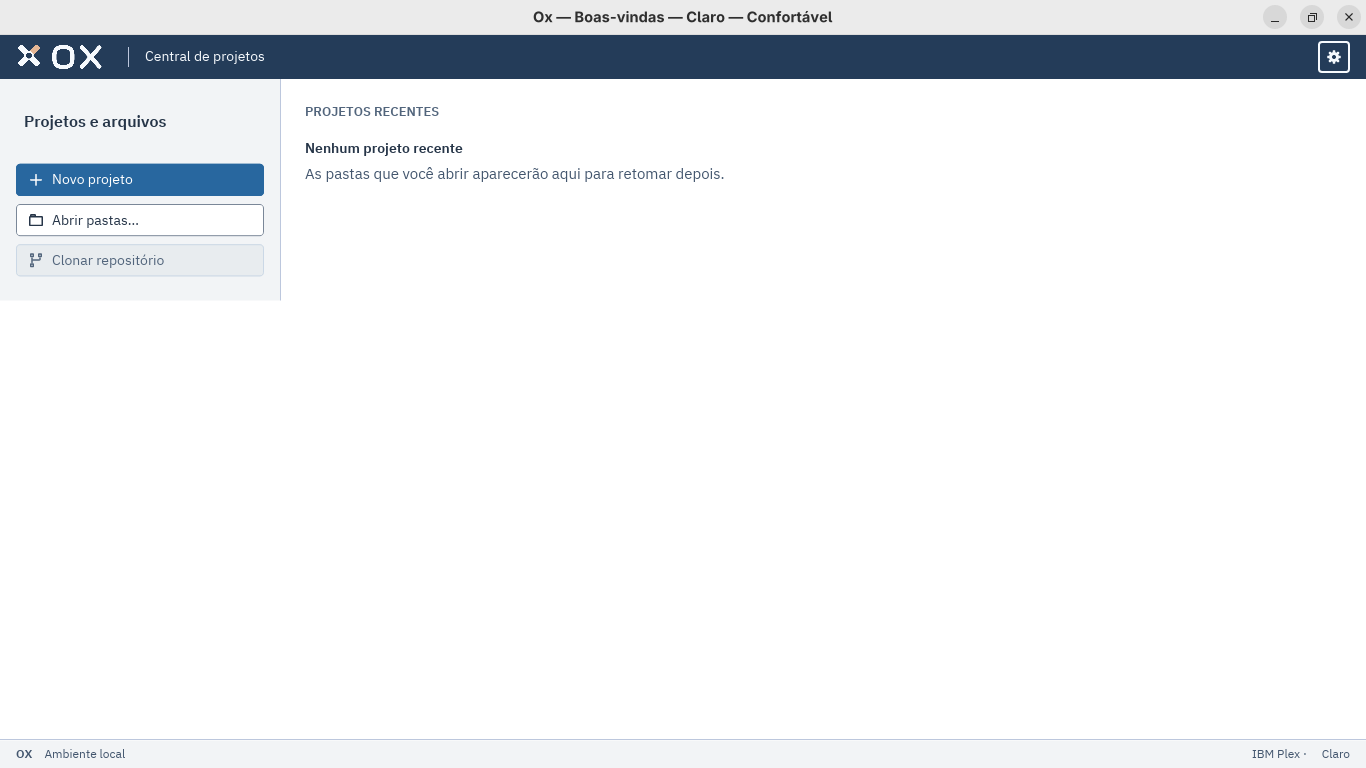 Ox — Boas-vindas — Claro — Confortável
OX Central de projetos
Projetos e arquivos
Novo projeto
Abrir pastas...
Clonar repositório
PROJETOS RECENTES
Nenhum projeto recente
As pastas que você abrir aparecerão aqui para retomar depois.
OX Ambiente local
IBM Plex · Claro